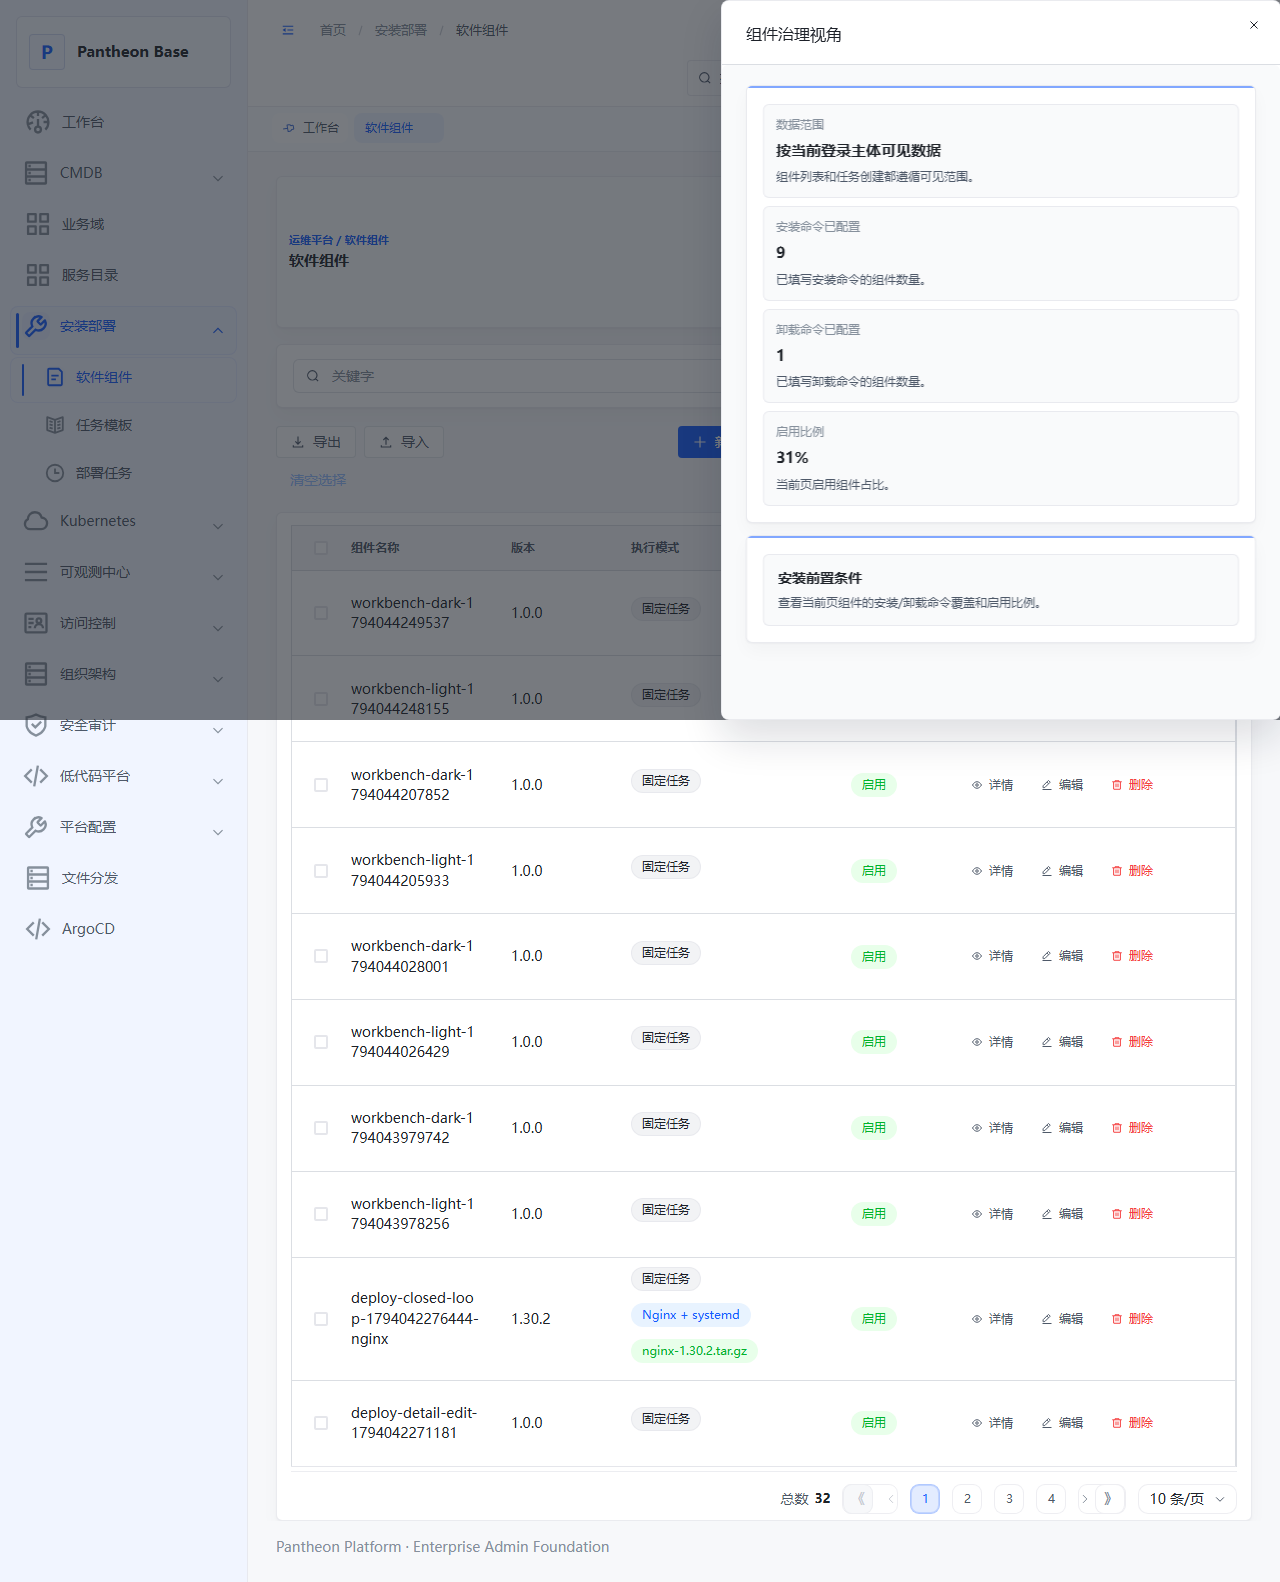 P Pantheon Base
工作台
CMDB
业务域
服务目录
安装部署
软件组件
任务模板
部署任务
Kubernetes
可观测中心
访问控制
组织架构
安全审计
低代码平台
平台配置
文件分发
ArgoCD
首页 / 安装部署 / 软件组件
工作台 软件组件
运维平台 / 软件组件
软件组件
关键字
导出 导入
清空选择
组件名称 版本 执行模式
workbench-dark-1
794044249537 1.0.0 固定任务
workbench-light-1
794044248155 1.0.0 固定任务
workbench-dark-1
794044207852 1.0.0 固定任务 启用 详情 编辑 删除
workbench-light-1
794044205933 1.0.0 固定任务 启用 详情 编辑 删除
workbench-dark-1
794044028001 1.0.0 固定任务 启用 详情 编辑 删除
workbench-light-1
794044026429 1.0.0 固定任务 启用 详情 编辑 删除
workbench-dark-1
794043979742 1.0.0 固定任务 启用 详情 编辑 删除
workbench-light-1
794043978256 1.0.0 固定任务 启用 详情 编辑 删除
deploy-closed-loo
p-1794042276444-
nginx 1.30.2 固定任务
Nginx + systemd
nginx-1.30.2.tar.gz 启用 详情 编辑 删除
deploy-detail-edit-
1794042271181 1.0.0 固定任务 启用 详情 编辑 删除
总数 32 《 ‹ 1 2 3 4 › 》 10 条/页
Pantheon Platform · Enterprise Admin Foundation
组件治理视角
数据范围
按当前登录主体可见数据
组件列表和任务创建都遵循可见范围。
安装命令已配置
9
已填写安装命令的组件数量。
卸载命令已配置
1
已填写卸载命令的组件数量。
启用比例
31%
当前页启用组件占比。
安装前置条件
查看当前页组件的安装/卸载命令覆盖和启用比例。